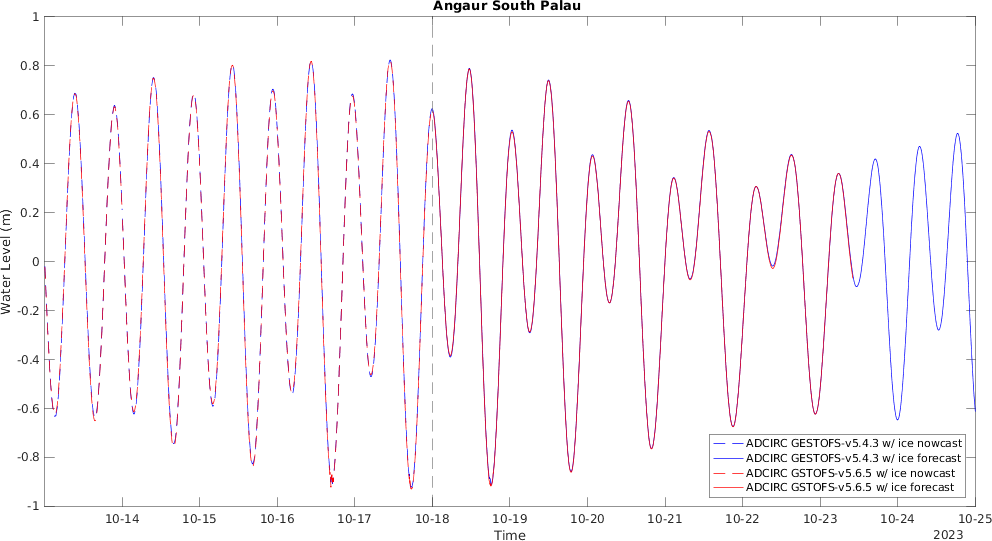 Angaur South Palau
1
0.8
0.6
0.4
0.2
0
-0.2
-0.4
-0.6
-0.8
-1
Water Level (m)
10-14 10-15 10-16 10-17 10-18 10-19 10-20 10-21 10-22 10-23 10-24 10-25
Time
2023
ADCIRC GESTOFS-v5.4.3 w/ ice nowcast
ADCIRC GESTOFS-v5.4.3 w/ ice forecast
ADCIRC GSTOFS-v5.6.5 w/ ice nowcast
ADCIRC GSTOFS-v5.6.5 w/ ice forecast